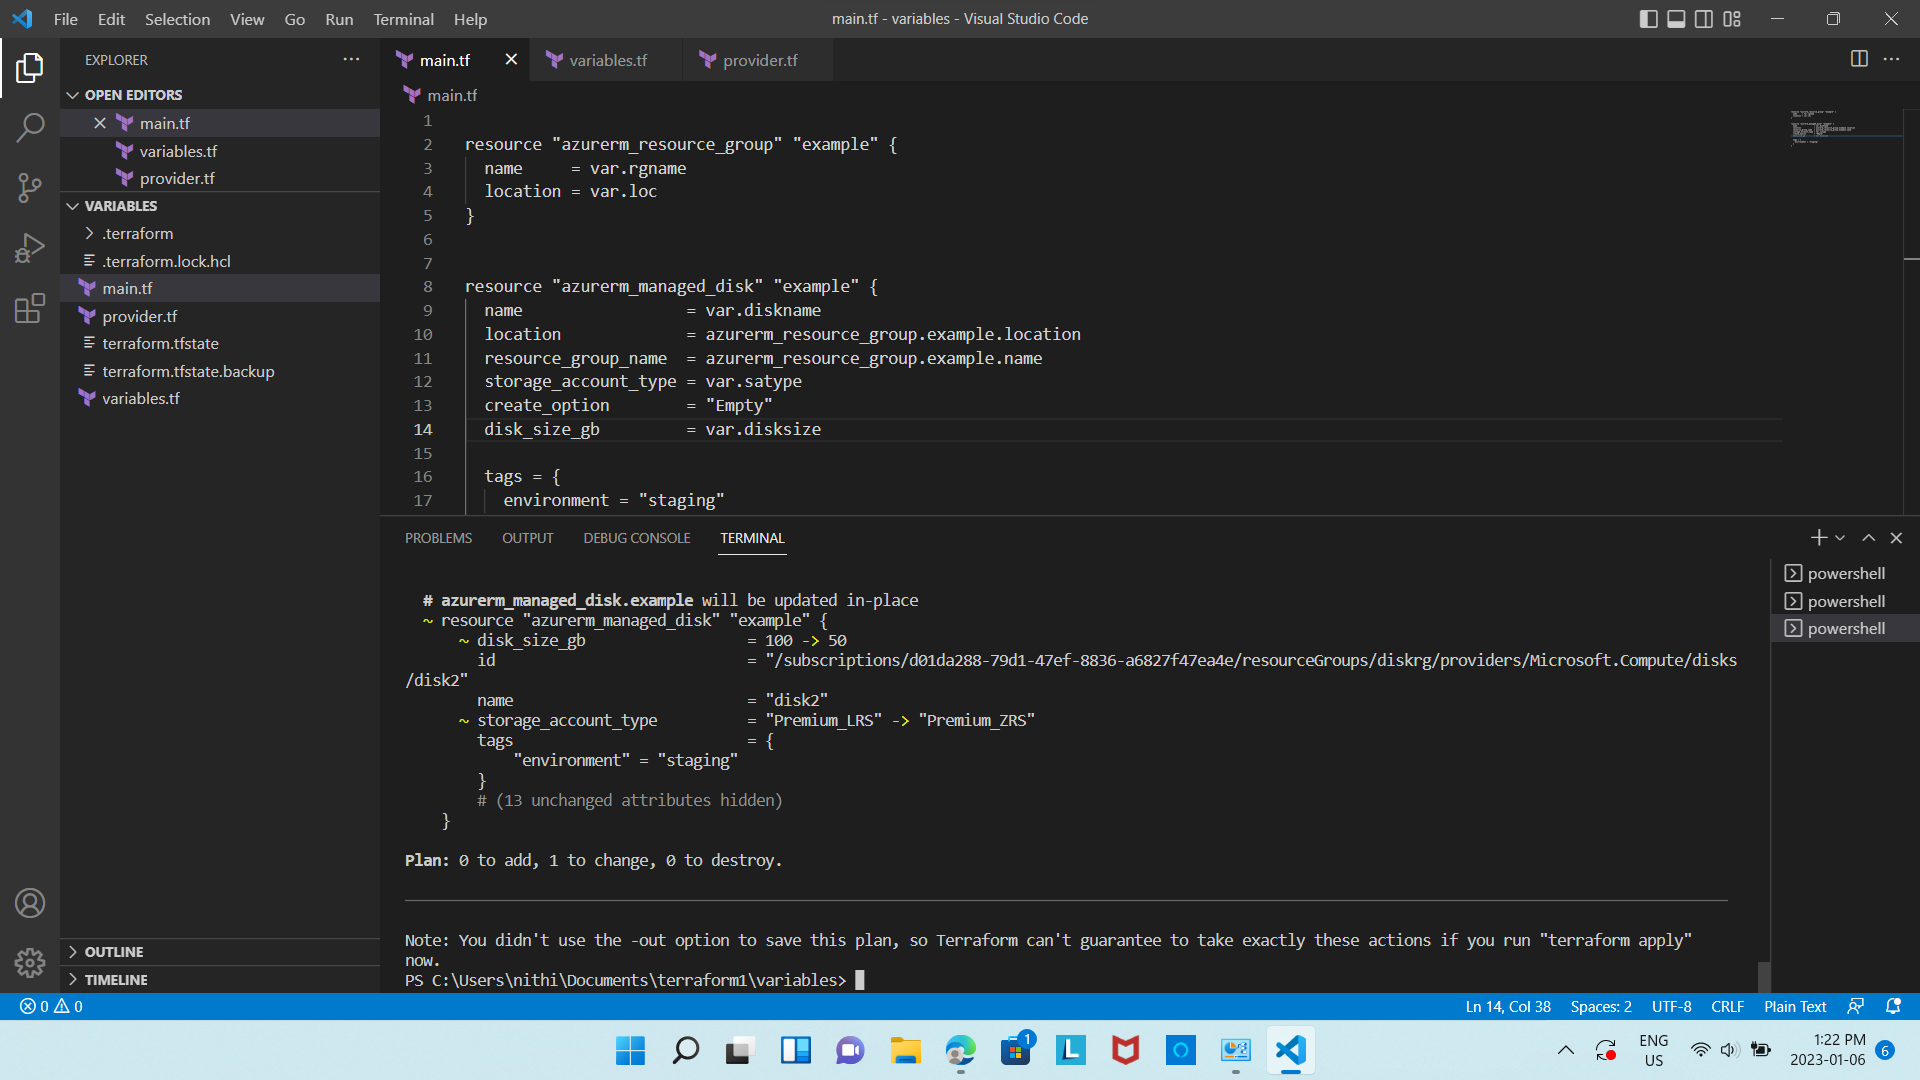 File Edit Selection View Go Run Terminal Help
main.tf - variables - Visual Studio Code
EXPLORER
OPEN EDITORS
main.tf
variables.tf
provider.tf
VARIABLES
.terraform
.terraform.lock.hcl
main.tf
provider.tf
terraform.tfstate
terraform.tfstate.backup
variables.tf
OUTLINE
TIMELINE
main.tf
variables.tf
provider.tf
main.tf
1
2 resource "azurerm_resource_group" "example" {
3 name = var.rgname
4 location = var.loc
5 }
6
7
8 resource "azurerm_managed_disk" "example" {
9 name = var.diskname
10 location = azurerm_resource_group.example.location
11 resource_group_name = azurerm_resource_group.example.name
12 storage_account_type = var.satype
13 create_option = "Empty"
14 disk_size_gb = var.disksize
15
16 tags = {
17 environment = "staging"
PROBLEMS OUTPUT DEBUG CONSOLE TERMINAL
# azurerm_managed_disk.example will be updated in-place
~ resource "azurerm_managed_disk" "example" {
~ disk_size_gb = 100 -> 50
id = "/subscriptions/d01da288-79d1-47ef-8836-a6827f47ea4e/resourceGroups/diskrg/providers/Microsoft.Compute/disks
/disk2"
name = "disk2"
~ storage_account_type = "Premium_LRS" -> "Premium_ZRS"
tags = {
"environment" = "staging"
}
# (13 unchanged attributes hidden)
}
Plan: 0 to add, 1 to change, 0 to destroy.
Note: You didn't use the -out option to save this plan, so Terraform can't guarantee to take exactly these actions if you run "terraform apply"
now.
PS C:\Users\nithi\Documents\terraform1\variables>
powershell
powershell
powershell
0 0
Ln 14, Col 38 Spaces: 2 UTF-8 CRLF Plain Text
1
L
ENG
US
1:22 PM
2023-01-06
6